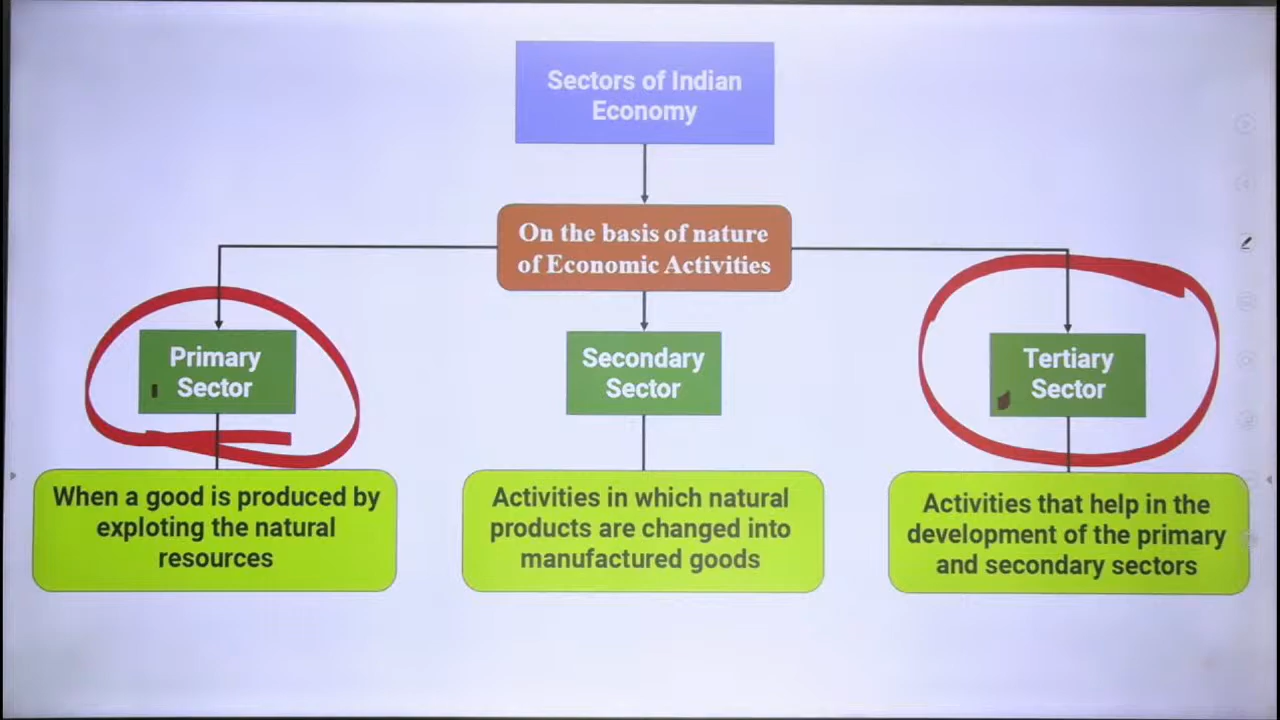 Sectors of Indian
Economy
On the basis of nature
of Economic Activities
Primary
Sector
Secondary
Sector
Tertiary
Sector
When a good is produced by
exploting the natural
resources
Activities in which natural
products are changed into
manufactured goods
Activities that help in the
development of the primary
and secondary sectors